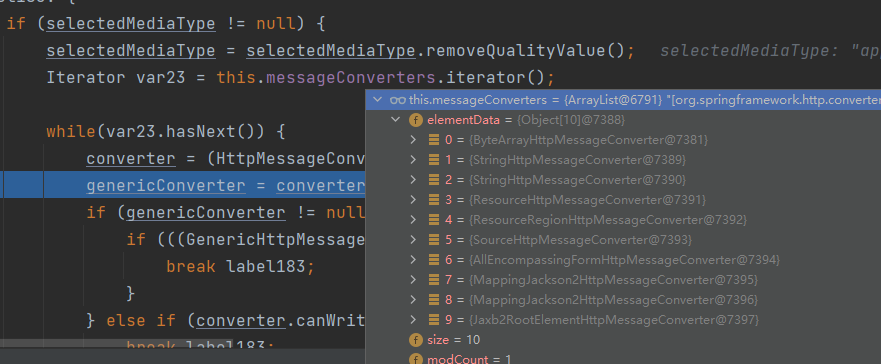 if (selectedMediaType != null) {
selectedMediaType = selectedMediaType.removeQualityValue(); selectedMediaType: "ap
Iterator var23 = this.messageConverters.iterator();
this.messageConverters = {ArrayList@6791} "[org.springframework.http.converter
elementData = {Object[10]@7388}
while(var23.hasNext()) {
0 = {ByteArrayHttpMessageConverter@7381}
converter = (HttpMessageConv
1 = {StringHttpMessageConverter@7389}
genericConverter = converter
2 = {StringHttpMessageConverter@7390}
if (genericConverter != null
3 = {ResourceHttpMessageConverter@7391}
if (((GenericHttpMessage
4 = {ResourceRegionHttpMessageConverter@7392}
5 = {SourceHttpMessageConverter@7393}
break label183;
6 = {AllEncompassingFormHttpMessageConverter@7394}
}
7 = {MappingJackson2HttpMessageConverter@7395}
8 = {MappingJackson2HttpMessageConverter@7396}
} else if (converter.canWrit
9 = {Jaxb2RootElementHttpMessageConverter@7397}
break label183;
size = 10
modCount = 1